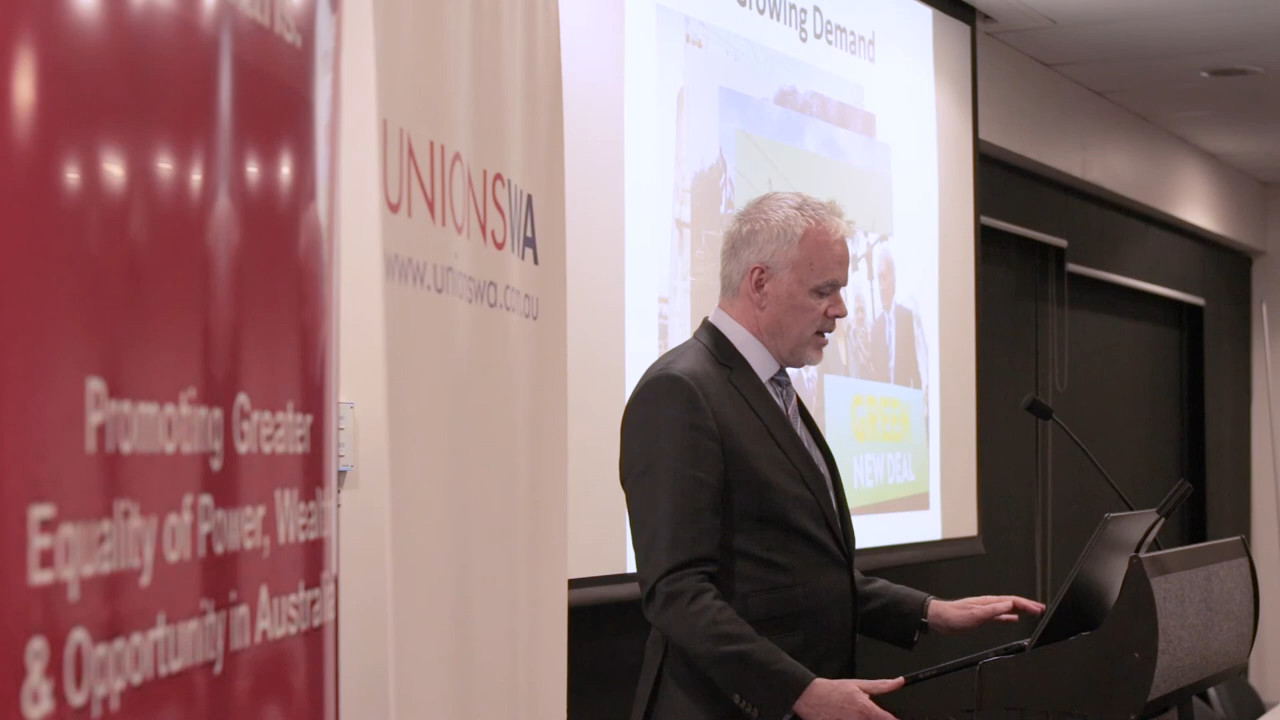 Promoting Greater
Equality of Power, Wealth
& Opportunity in Australia
UNIONSWA
www.unionswa.com.au
Growing Demand
GREEN
NEW DEAL